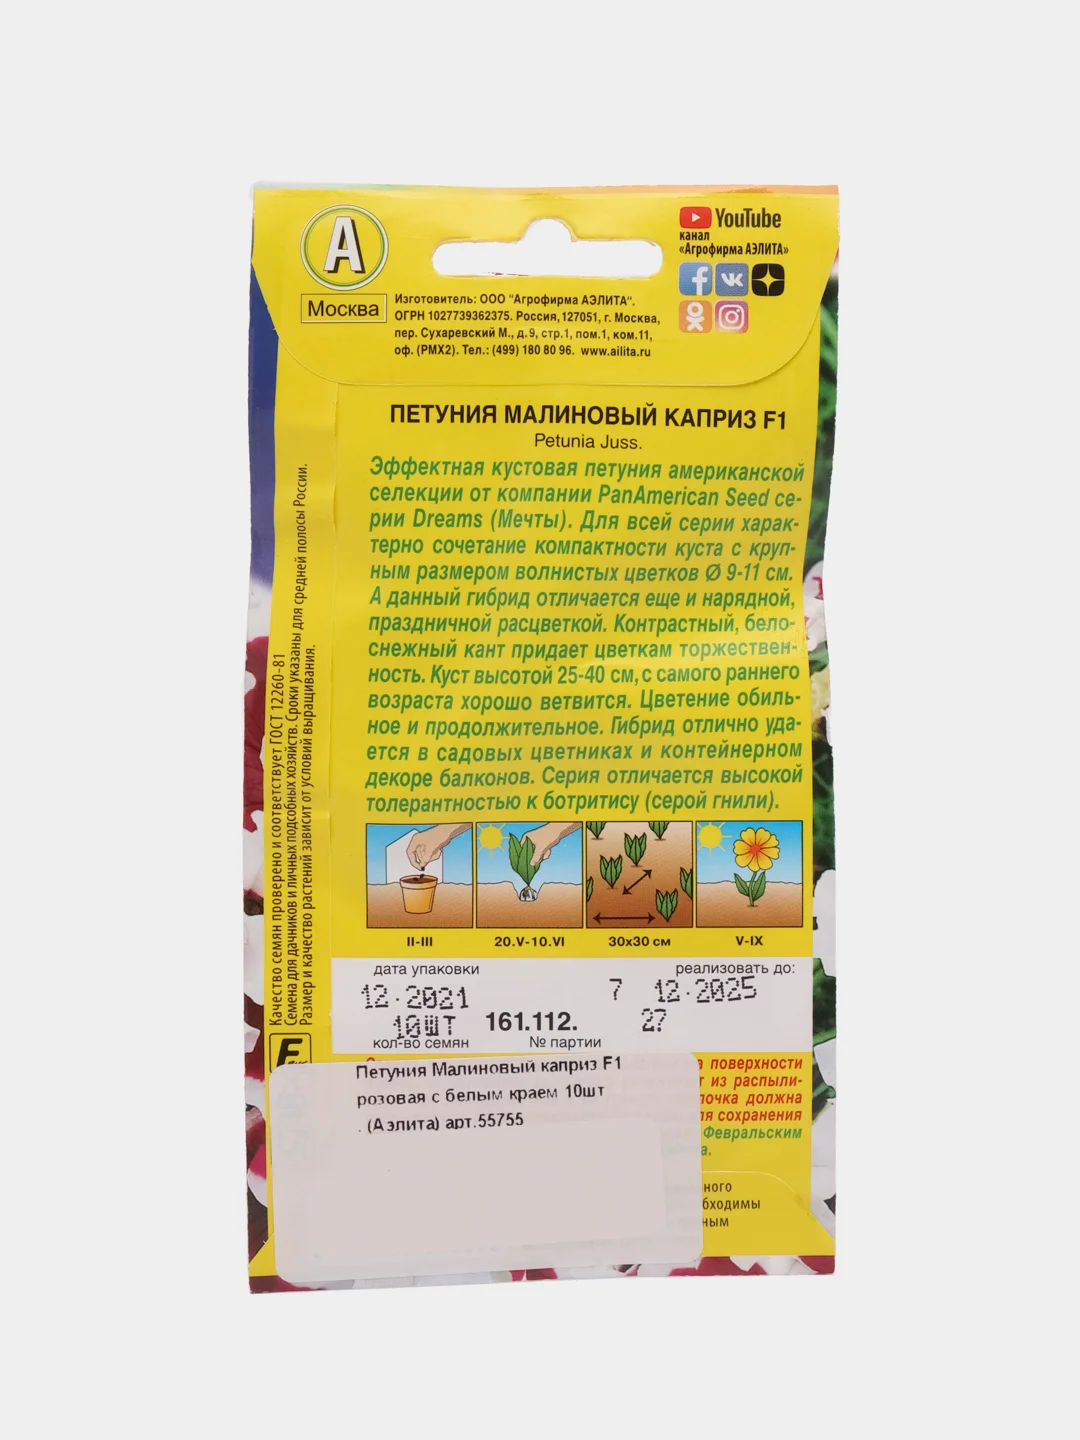 A
Москва
Изготовитель: ООО "Агрофирма АЭЛИТА".
ОГРН 1027739362375. Россия, 127051, г. Москва,
пер. Сухаревский М., д.9, стр.1, пом.1, ком.11,
оф. (РМХ2). Тел.: (499) 180 80 96. www.ailita.ru
YouTube
канал
«Агрофирма АЭЛИТА»
ПЕТУНИЯ МАЛИНОВЫЙ КАПРИЗ F1
Petunia Juss.
Эффектная кустовая петуния американской
селекции от компании PanAmerican Seed се-
рии Dreams (Мечты). Для всей серии харак-
терно сочетание компактности куста с круп-
ным размером волнистых цветков Ø 9-11 см.
А данный гибрид отличается еще и нарядной,
праздничной расцветкой. Контрастный, бело-
снежный кант придает цветкам торжествен-
ность. Куст высотой 25-40 см, с самого раннего
возраста хорошо ветвится. Цветение обиль-
ное и продолжительное. Гибрид отлично уда-
ется в садовых цветниках и контейнерном
декоре балконов. Серия отличается высокой
толерантностью к ботритису (серой гнили).
Качество семян проверено и соответствует ГОСТ 12260-81
Семена для дачников и личных подсобных хозяйств. Сроки указаны для средней полосы России.
Размер и качество растений зависит от условий выращивания.
II-III
20.V-10.VI
30x30 см
V-IX
дата упаковки
реализовать до:
12.2021
7 12.2025
10ШТ
161.112.
27
кол-во семян
№ партии
Петуния Малиновый каприз F1
розовая с белым краем 10шт
. (Аэлита) арт.55755
поверхности
из распыли-
должна
сохранения
Февральским